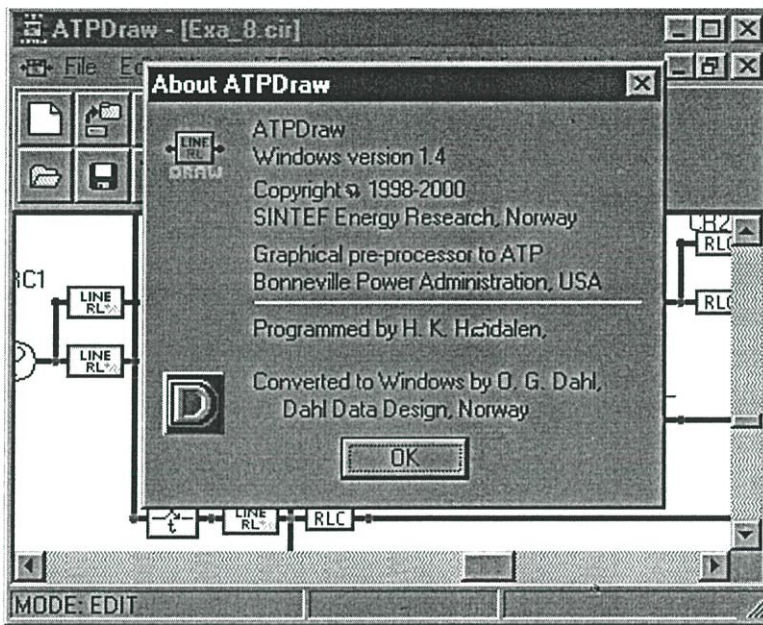 ATPDraw - [Exa_8.cir]
File
About ATPDraw
LINE
RL
DRAW
ATPDraw
Windows version 1.4
Copyright © 1998-2000
SINTEF Energy Research, Norway
Graphical pre-processor to ATP
Bonneville Power Administration, USA
Programmed by H. K. Høidalen,
Converted to Windows by O. G. Dahl,
Dahl Data Design, Norway
OK
RC1
LINE
RL
LINE
RL
RLC
LINE
RL
t
RLC
MODE: EDIT